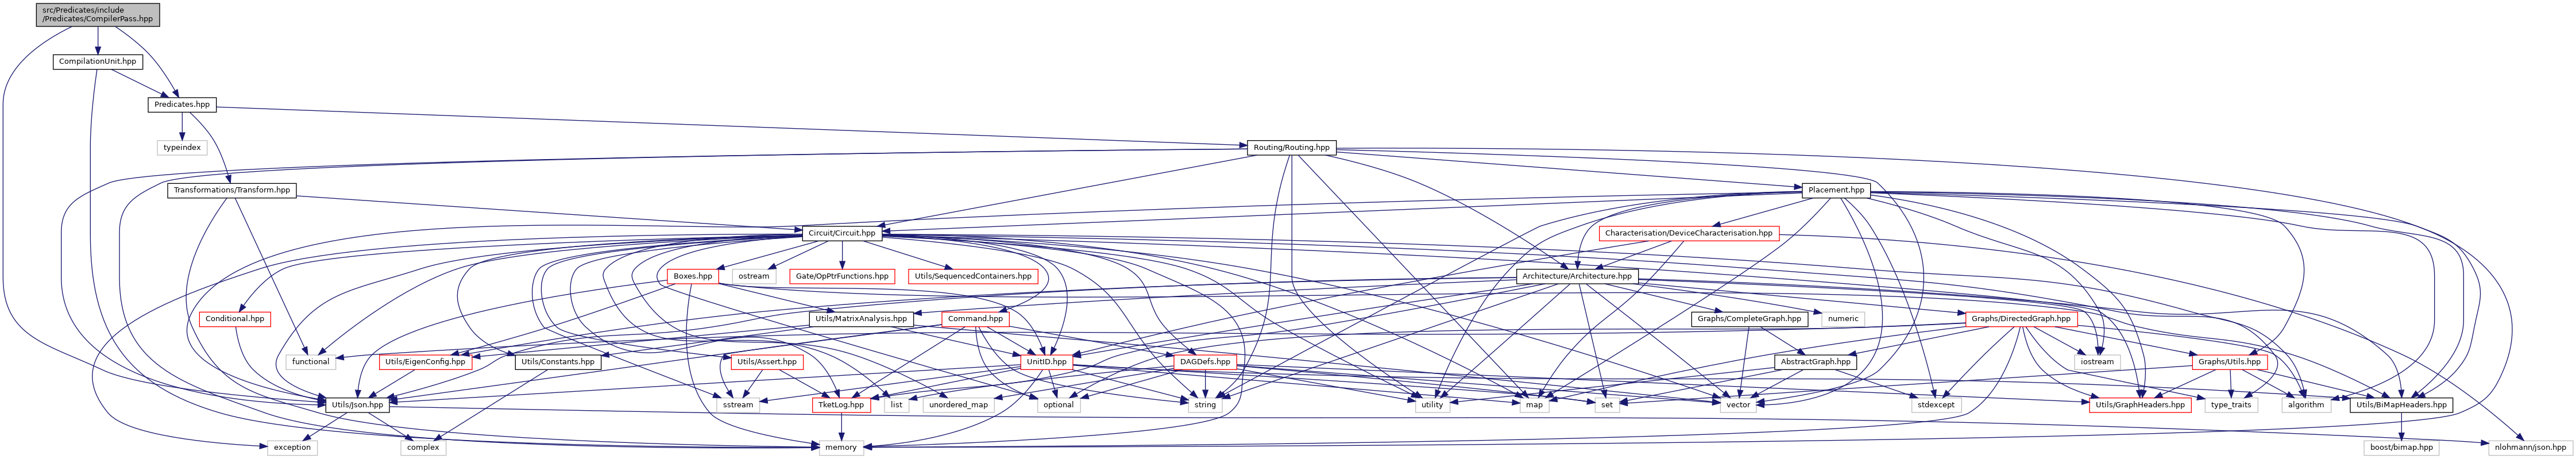 src/Predicates/include
/Predicates/CompilerPass.hpp
CompilationUnit.hpp
Predicates.hpp
typeindex
Routing/Routing.hpp
Transformations/Transform.hpp
Placement.hpp
Circuit/Circuit.hpp
Characterisation/DeviceCharacterisation.hpp
Boxes.hpp
ostream
Gate/OpPtrFunctions.hpp
Utils/SequencedContainers.hpp
Architecture/Architecture.hpp
Conditional.hpp
Utils/MatrixAnalysis.hpp
Command.hpp
Graphs/CompleteGraph.hpp
numeric
Graphs/DirectedGraph.hpp
functional
Utils/EigenConfig.hpp
Utils/Constants.hpp
Utils/Assert.hpp
UnitID.hpp
DAGDefs.hpp
AbstractGraph.hpp
iostream
Graphs/Utils.hpp
Utils/Json.hpp
sstream
TketLog.hpp
list
unordered_map
optional
string
utility
map
set
vector
stdexcept
Utils/GraphHeaders.hpp
type_traits
algorithm
Utils/BiMapHeaders.hpp
exception
complex
memory
boost/bimap.hpp
nlohmann/json.hpp